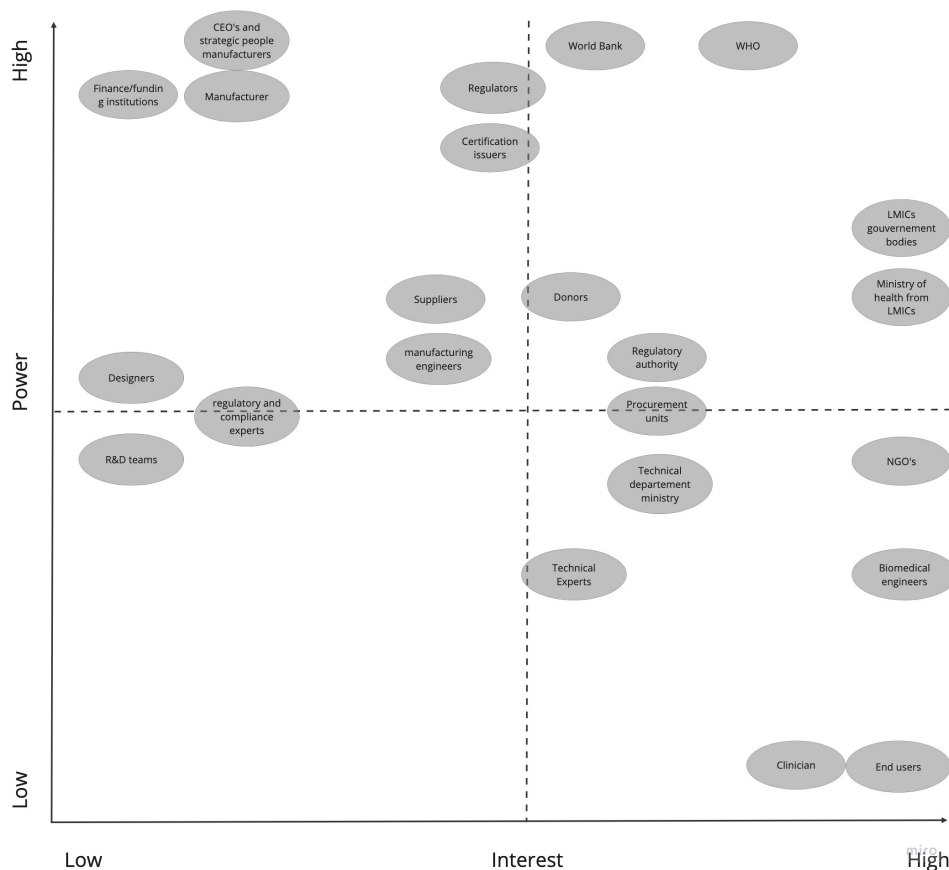 High
CEO's and
strategic people
manufacturers
World Bank
WHO
Finance/fundin
g institutions
Manufacturer
Regulators
Certification
issuers
LMICs
gouvernement
bodies
Suppliers
Donors
Ministry of
health from
LMICs
manufacturing
engineers
Regulatory
authority
Power
Designers
regulatory and
compliance
experts
Procurement
units
R&D teams
NGO's
Technical
departement
ministry
Technical
Experts
Biomedical
engineers
Clinician
End users
Low
Low
Interest
High
miro